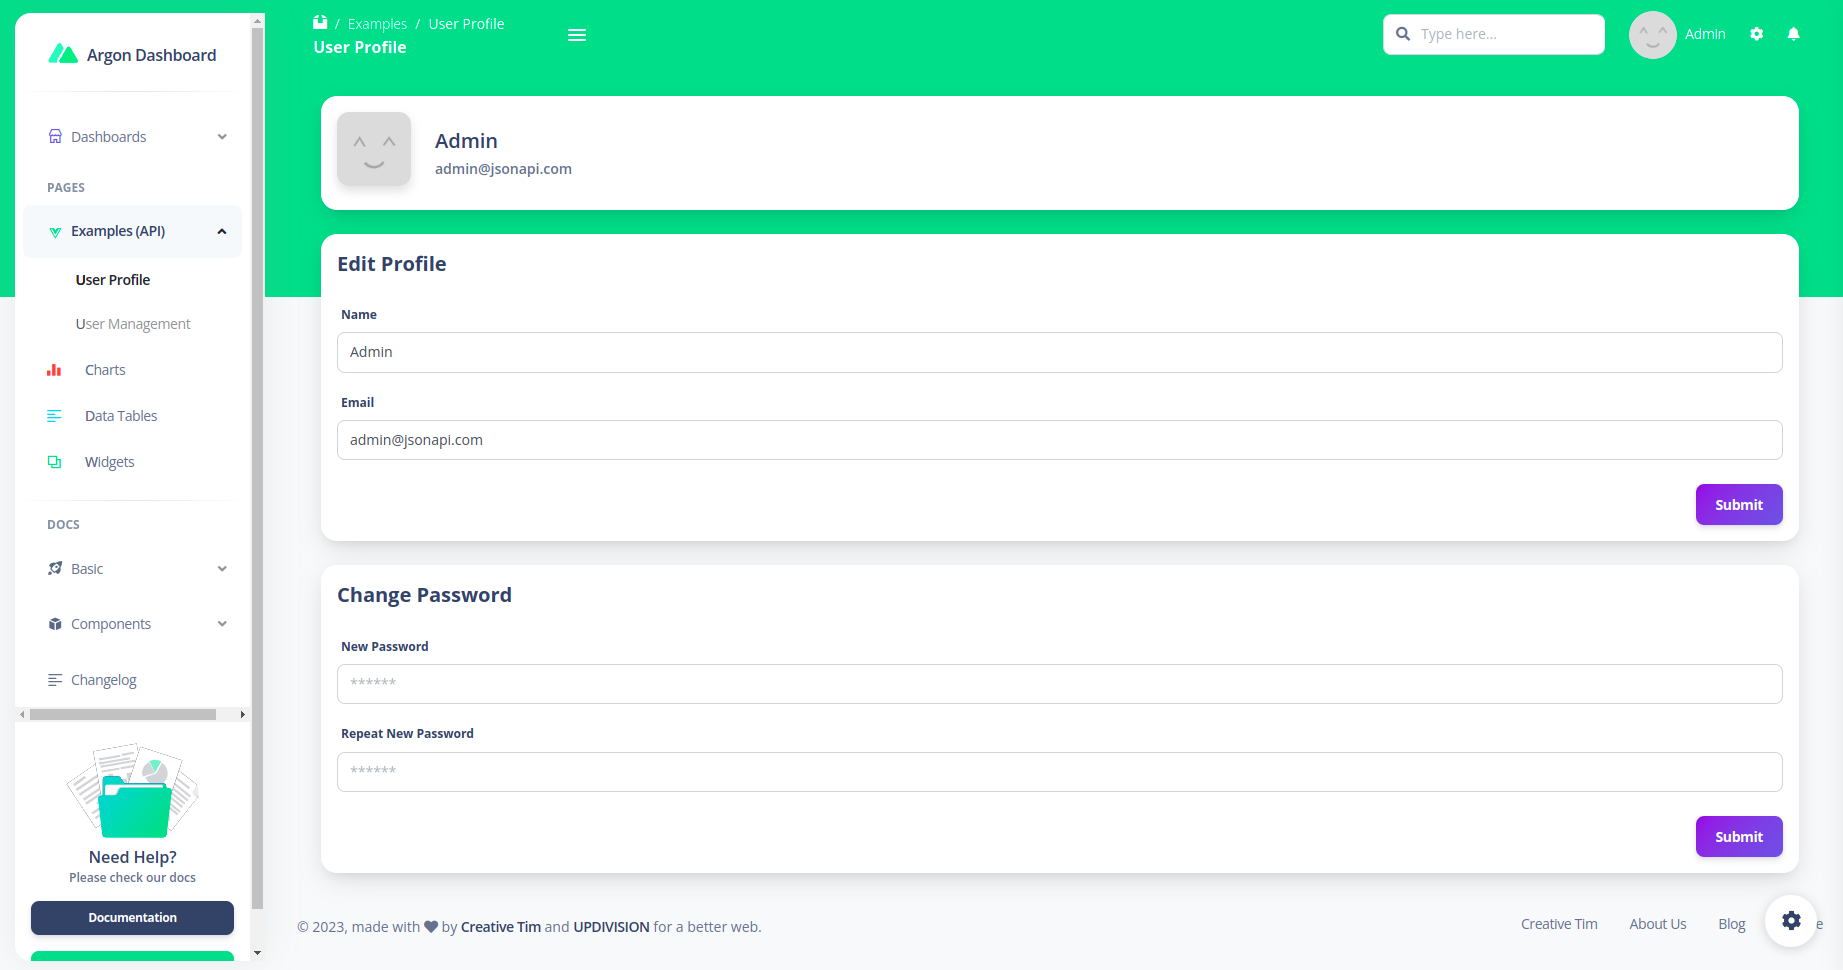 Argon Dashboard
Dashboards
PAGES
Examples (API)
User Profile
User Management
Charts
Data Tables
Widgets
DOCS
Basic
Components
Changelog
Need Help?
Please check our docs
Documentation
/ Examples / User Profile
User Profile
Type here...
Admin
Admin
admin@jsonapi.com
Edit Profile
Name
Admin
Email
admin@jsonapi.com
Submit
Change Password
New Password
******
Repeat New Password
******
Submit
© 2023, made with by Creative Tim and UPDIVISION for a better web.
Creative Tim About Us Blog